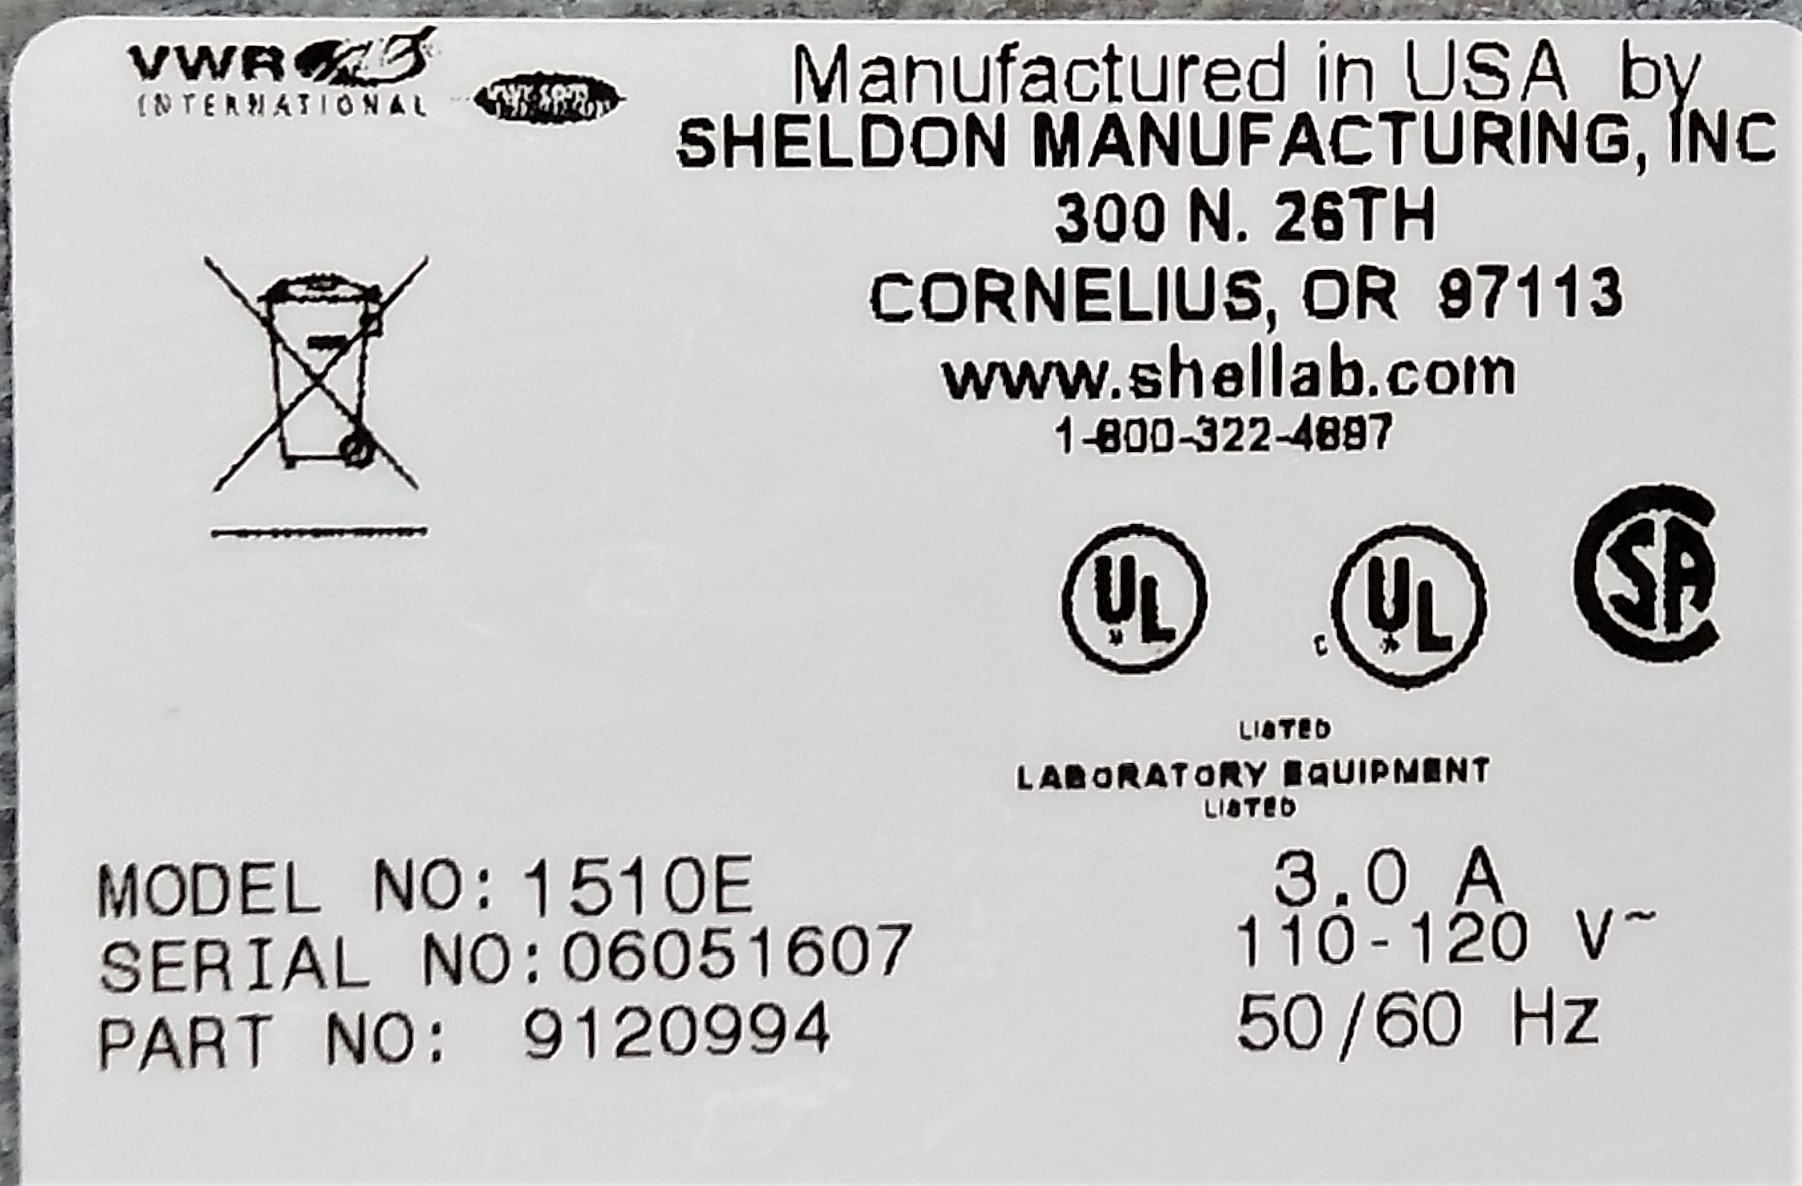 VWR
INTERNATIONAL
Manufactured in USA by
SHELDON MANUFACTURING, INC
300 N. 26TH
CORNELIUS, OR 97113
www.shellab.com
1-800-322-4897
UL
c UL
SA
LISTED
LABORATORY EQUIPMENT
LISTED
MODEL NO: 1510E
SERIAL NO: 06051607
PART NO: 9120994
3.0 A
110-120 V~
50/60 Hz